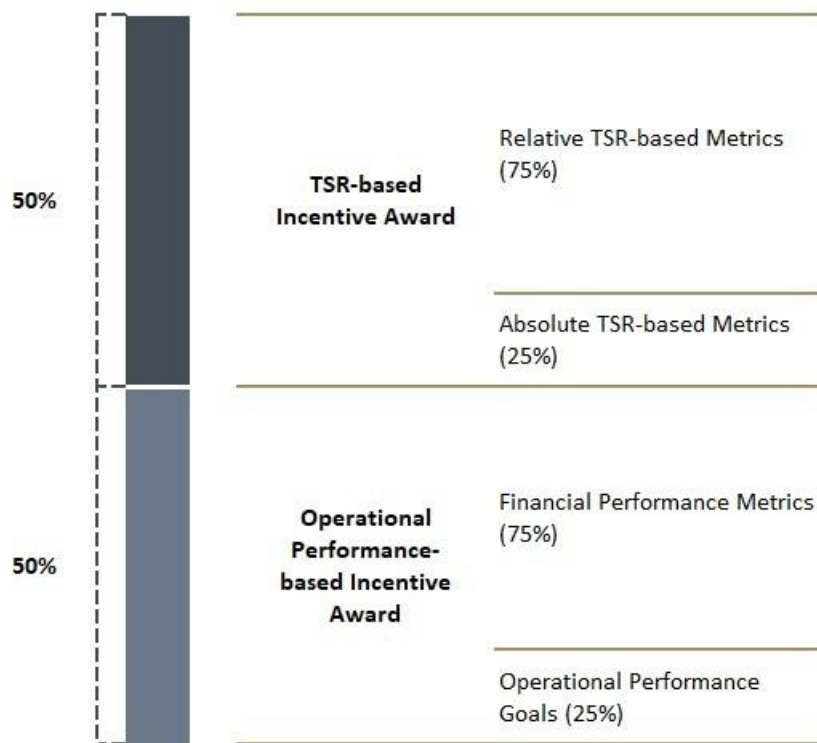 50%
TSR-based
Incentive Award
Relative TSR-based Metrics
(75%)
Absolute TSR-based Metrics
(25%)
50%
Operational
Performance-
based Incentive
Award
Financial Performance Metrics
(75%)
Operational Performance
Goals (25%)